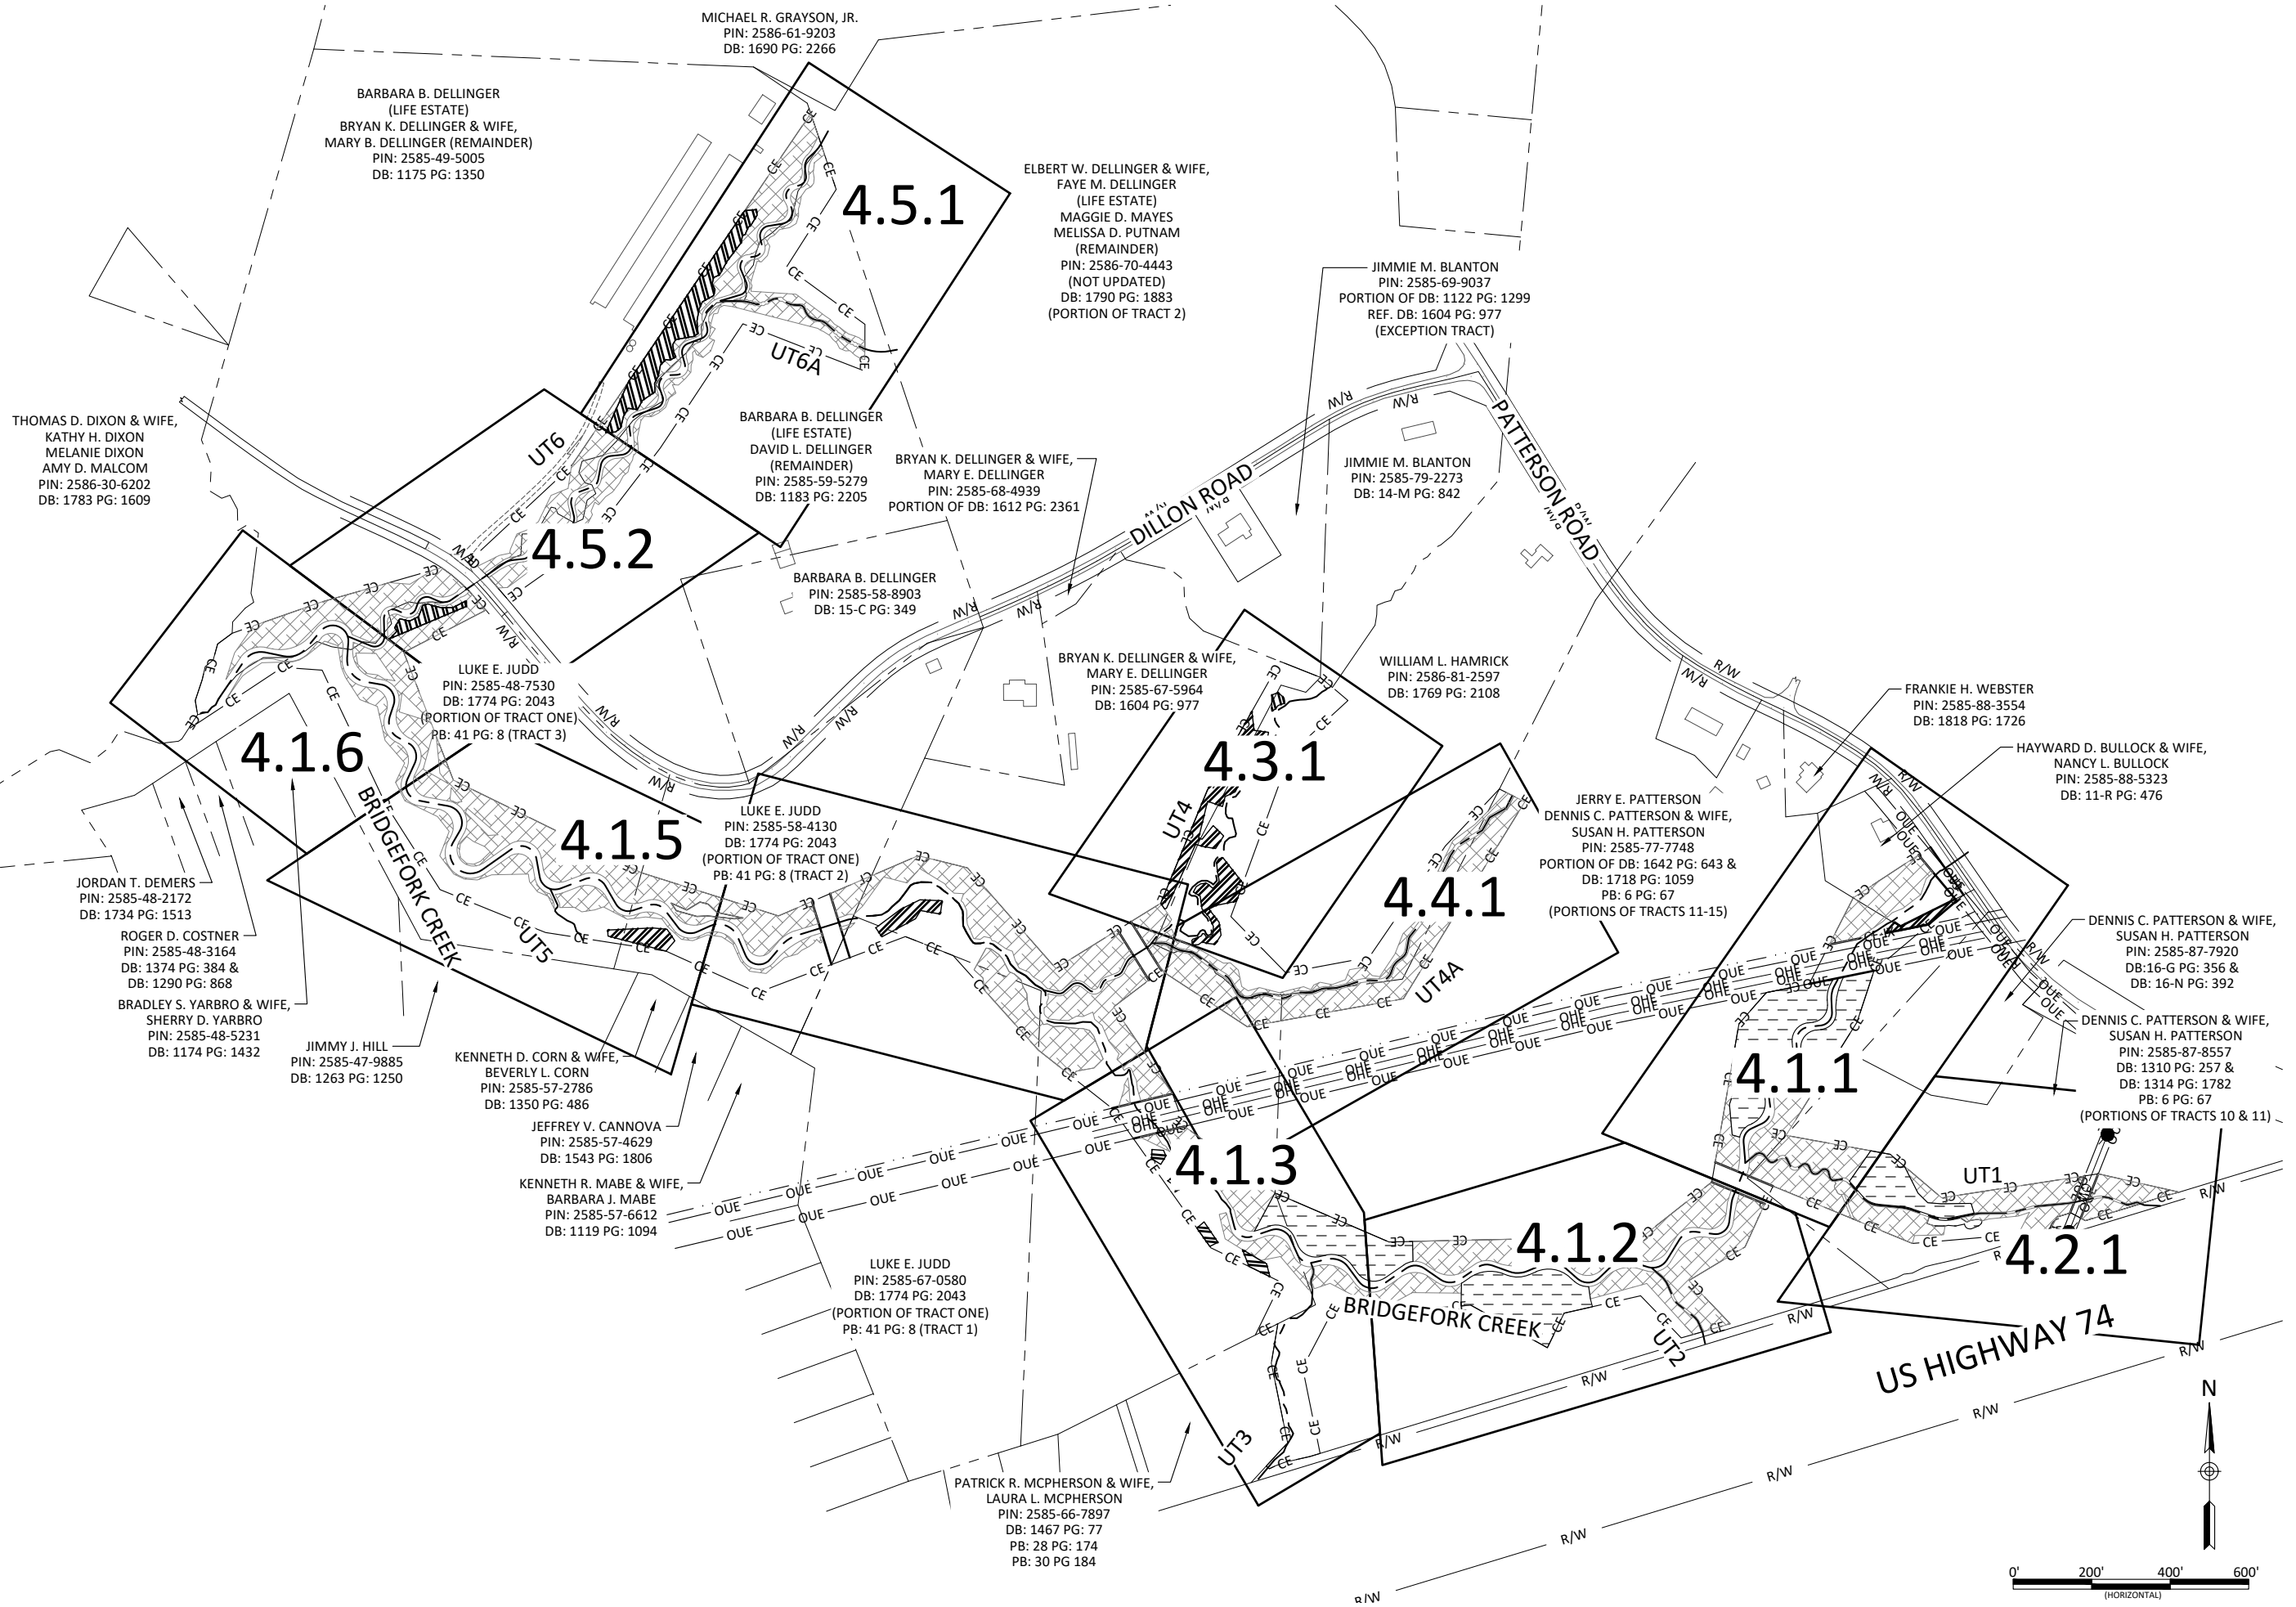 MICHAEL R. GRAYSON, JR.
PIN: 2586-61-9203
DB: 1690 PG: 2266
BARBARA B. DELLINGER
(LIFE ESTATE)
BRYAN K. DELLINGER & WIFE,
MARY B. DELLINGER (REMAINDER)
PIN: 2585-49-5005
DB: 1175 PG: 1350
4.5.1
ELBERT W. DELLINGER & WIFE,
FAYE M. DELLINGER
(LIFE ESTATE)
MAGGIE D. MAYES
MELISSA D. PUTNAM
(REMAINDER)
PIN: 2586-70-4443
(NOT UPDATED)
DB: 1790 PG: 1883
(PORTION OF TRACT 2)
JIMMIE M. BLANTON
PIN: 2585-69-9037
PORTION OF DB: 1122 PG: 1299
REF. DB: 1604 PG: 977
(EXCEPTION TRACT)
UT6A
THOMAS D. DIXON & WIFE,
KATHY H. DIXON
MELANIE DIXON
AMY D. MALCOM
PIN: 2586-30-6202
DB: 1783 PG: 1609
UT6
BARBARA B. DELLINGER
(LIFE ESTATE)
DAVID L. DELLINGER
(REMAINDER)
PIN: 2585-59-5279
DB: 1183 PG: 2205
BRYAN K. DELLINGER & WIFE,
MARY E. DELLINGER
PIN: 2585-68-4939
PORTION OF DB: 1612 PG: 2361
DILLON ROAD
JIMMIE M. BLANTON
PIN: 2585-79-2273
DB: 14-M PG: 842
PATTERSON ROAD
4.5.2
BARBARA B. DELLINGER
PIN: 2585-58-8903
DB: 15-C PG: 349
LUKE E. JUDD
PIN: 2585-48-7530
DB: 1774 PG: 2043
(PORTION OF TRACT ONE)
PB: 41 PG: 8 (TRACT 3)
BRYAN K. DELLINGER & WIFE,
MARY E. DELLINGER
PIN: 2585-67-5964
DB: 1604 PG: 977
WILLIAM L. HAMRICK
PIN: 2586-81-2597
DB: 1769 PG: 2108
FRANKIE H. WEBSTER
PIN: 2585-88-3554
DB: 1818 PG: 1726
HAYWARD D. BULLOCK & WIFE,
NANCY L. BULLOCK
PIN: 2585-88-5323
DB: 11-R PG: 476
4.1.6
4.3.1
UT4
BRIDGEFORK CREEK
4.1.5
LUKE E. JUDD
PIN: 2585-58-4130
DB: 1774 PG: 2043
(PORTION OF TRACT ONE)
PB: 41 PG: 8 (TRACT 2)
JERRY E. PATTERSON
DENNIS C. PATTERSON & WIFE,
SUSAN H. PATTERSON
PIN: 2585-77-7748
PORTION OF DB: 1642 PG: 643 &
DB: 1718 PG: 1059
PB: 6 PG: 67
(PORTIONS OF TRACTS 11-15)
4.4.1
UT4A
UT5
JORDAN T. DEMERS
PIN: 2585-48-2172
DB: 1734 PG: 1513
ROGER D. COSTNER
PIN: 2585-48-3164
DB: 1374 PG: 384 &
DB: 1290 PG: 868
BRADLEY S. YARBRO & WIFE,
SHERRY D. YARBRO
PIN: 2585-48-5231
DB: 1174 PG: 1432
JIMMY J. HILL
PIN: 2585-47-9885
DB: 1263 PG: 1250
KENNETH D. CORN & WIFE,
BEVERLY L. CORN
PIN: 2585-57-2786
DB: 1350 PG: 486
JEFFREY V. CANNOVA
PIN: 2585-57-4629
DB: 1543 PG: 1806
KENNETH R. MABE & WIFE,
BARBARA J. MABE
PIN: 2585-57-6612
DB: 1119 PG: 1094
DENNIS C. PATTERSON & WIFE,
SUSAN H. PATTERSON
PIN: 2585-87-7920
DB:16-G PG: 356 &
DB: 16-N PG: 392
DENNIS C. PATTERSON & WIFE,
SUSAN H. PATTERSON
PIN: 2585-87-8557
DB: 1310 PG: 257 &
DB: 1314 PG: 1782
PB: 6 PG: 67
(PORTIONS OF TRACTS 10 & 11)
4.1.1
4.1.3
UT1
4.1.2
4.2.1
LUKE E. JUDD
PIN: 2585-67-0580
DB: 1774 PG: 2043
(PORTION OF TRACT ONE)
PB: 41 PG: 8 (TRACT 1)
BRIDGEFORK CREEK
UT2
US HIGHWAY 74
UT3
PATRICK R. MCPHERSON & WIFE,
LAURA L. MCPHERSON
PIN: 2585-66-7897
DB: 1467 PG: 77
PB: 28 PG: 174
PB: 30 PG 184
R/W
CE
OUE
OHE
N
0' 200' 400' 600'
(HORIZONTAL)